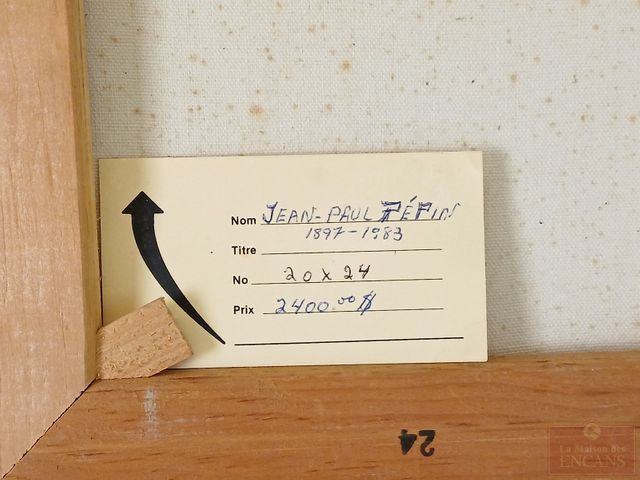 Nom JEAN-PAUL PÉPIN
1897-1983
Titre
No 20 x 24
Prix 2400.00 $
24
La Maison des
ENCANS